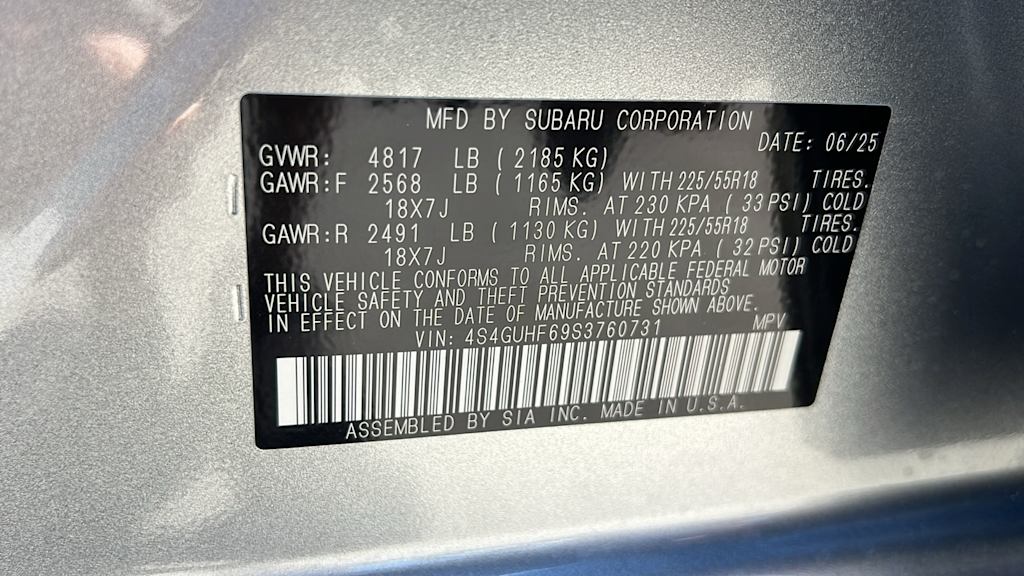 MFD BY SUBARU CORPORATION
DATE: 06/25
GVWR: 4817 LB ( 2185 KG)
GAWR:F 2568 LB ( 1165 KG) WITH 225/55R18 TIRES.
18X7J RIMS. AT 230 KPA ( 33 PSI) COLD
GAWR:R 2491 LB ( 1130 KG) WITH 225/55R18 TIRES.
18X7J RIMS. AT 220 KPA ( 32 PSI) COLD
THIS VEHICLE CONFORMS TO ALL APPLICABLE FEDERAL MOTOR
VEHICLE SAFETY AND THEFT PREVENTION STANDARDS
IN EFFECT ON THE DATE OF MANUFACTURE SHOWN ABOVE.
VIN: 4S4GUHF69S3760731 MPV
ASSEMBLED BY SIA INC. MADE IN U.S.A.